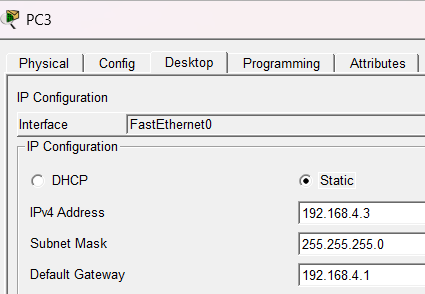 PC3
Physical Config Desktop Programming Attributes
IP Configuration
Interface FastEthernet0
IP Configuration
DHCP Static
IPv4 Address 192.168.4.3
Subnet Mask 255.255.255.0
Default Gateway 192.168.4.1